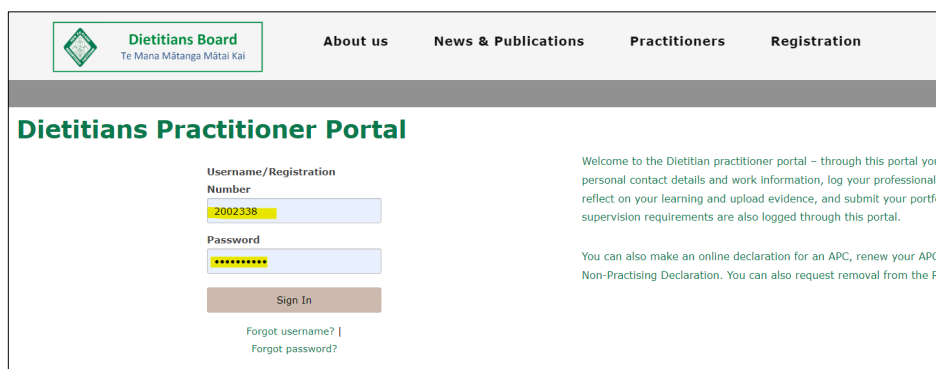 Dietitians Board
Te Mana Mātanga Mātai Kai
About us
News & Publications
Practitioners
Registration
Dietitians Practitioner Portal
Username/Registration
Number
2002338
Password
••••••••••
Sign In
Forgot username? |
Forgot password?
Welcome to the Dietitian practitioner portal – through this portal you
personal contact details and work information, log your professional
reflect on your learning and upload evidence, and submit your
supervision requirements are also logged through this portal.
You can also make an online declaration for an APC, renew your APC
Non-Practising Declaration. You can also request removal from the